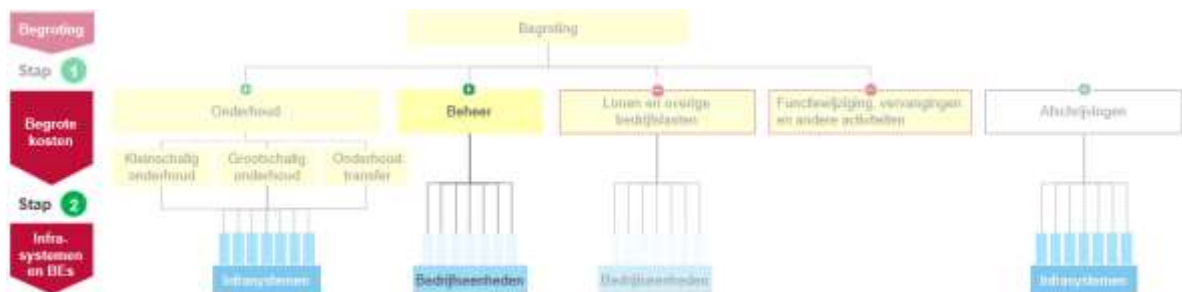 Begroting
Begroting
Stap 1
Begrote
kosten
Onderhoud
Beheer
Lonen en overige
bedrijfslasten
Functiewijziging, vervangingen
en andere activiteiten
Afschrijvingen
Kleinschalig
onderhoud
Grootschalig
onderhoud
Onderhoud
transfer
Stap 2
Infra-
systemen
en BEs
Infrasystemen
Bedrijfseenheden
Bedrijfseenheden
Infrasystemen